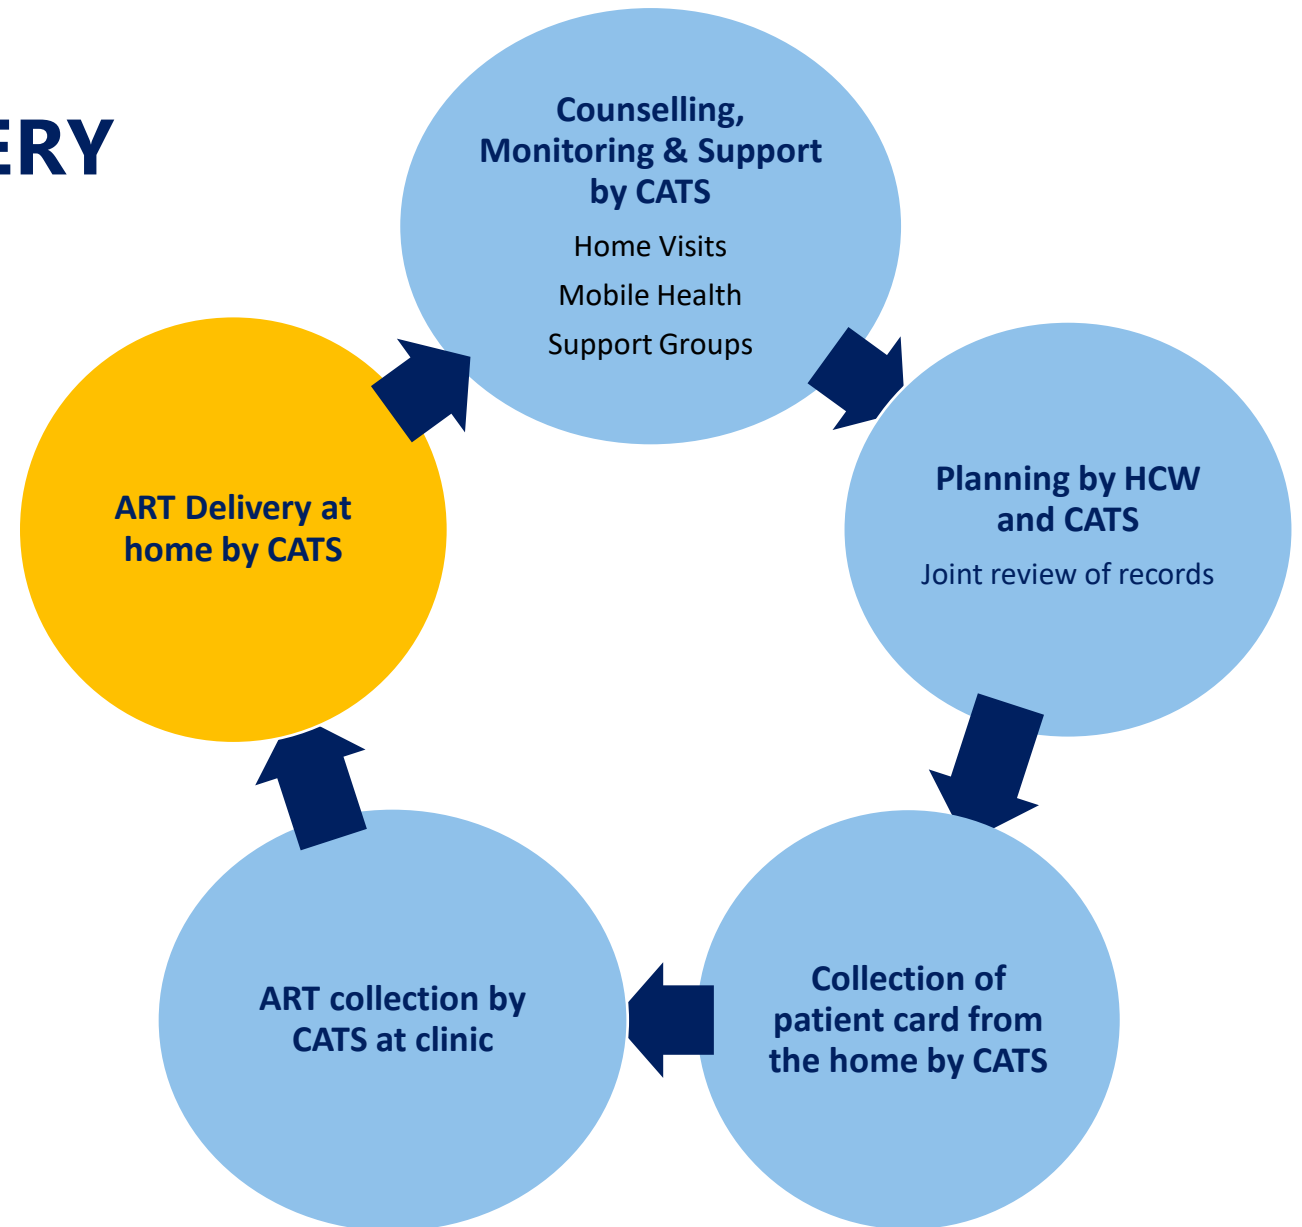 ERY
Counselling,
Monitoring & Support
by CATS
Home Visits
Mobile Health
Support Groups
Planning by HCW
and CATS
Joint review of records
Collection of
patient card from
the home by CATS
ART collection by
CATS at clinic
ART Delivery at
home by CATS